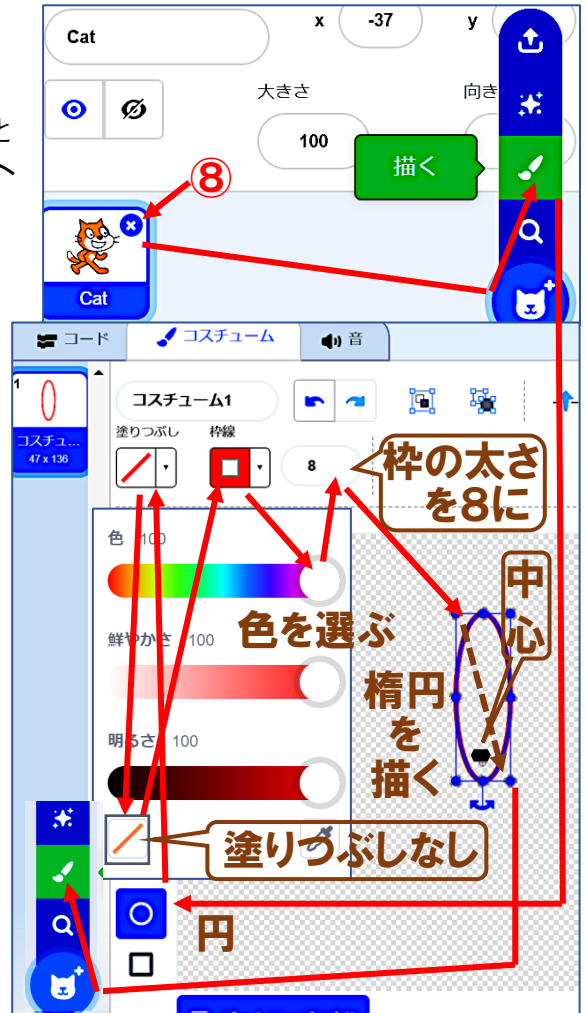 Cat
x
-37
y
と
大きさ
向き
100
描く
⑧
Cat
コード
コスチューム
音
1
コスチューム1
コスチュ...
47 x 136
塗りつぶし
枠線
8
枠の太さ
を8に
色 100
色を選ぶ
鮮やかさ 100
中心
楕円
を
描く
明るさ 100
塗りつぶしなし
円